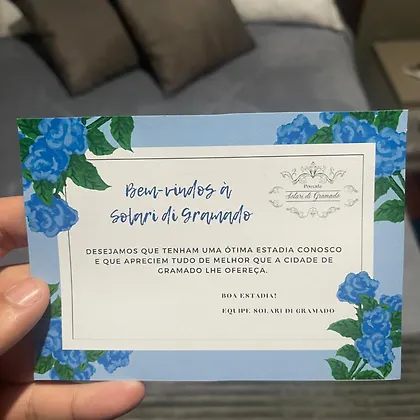 Bem-vindos à
Solari di Gramado
Pousada
Solari di Gramado
DESEJAMOS QUE TENHAM UMA ÓTIMA ESTADIA CONOSCO
E QUE APRECIEM TUDO DE MELHOR QUE A CIDADE DE
GRAMADO LHE OFEREÇA.
BOA ESTADIA!
EQUIPE SOLARI DI GRAMADO